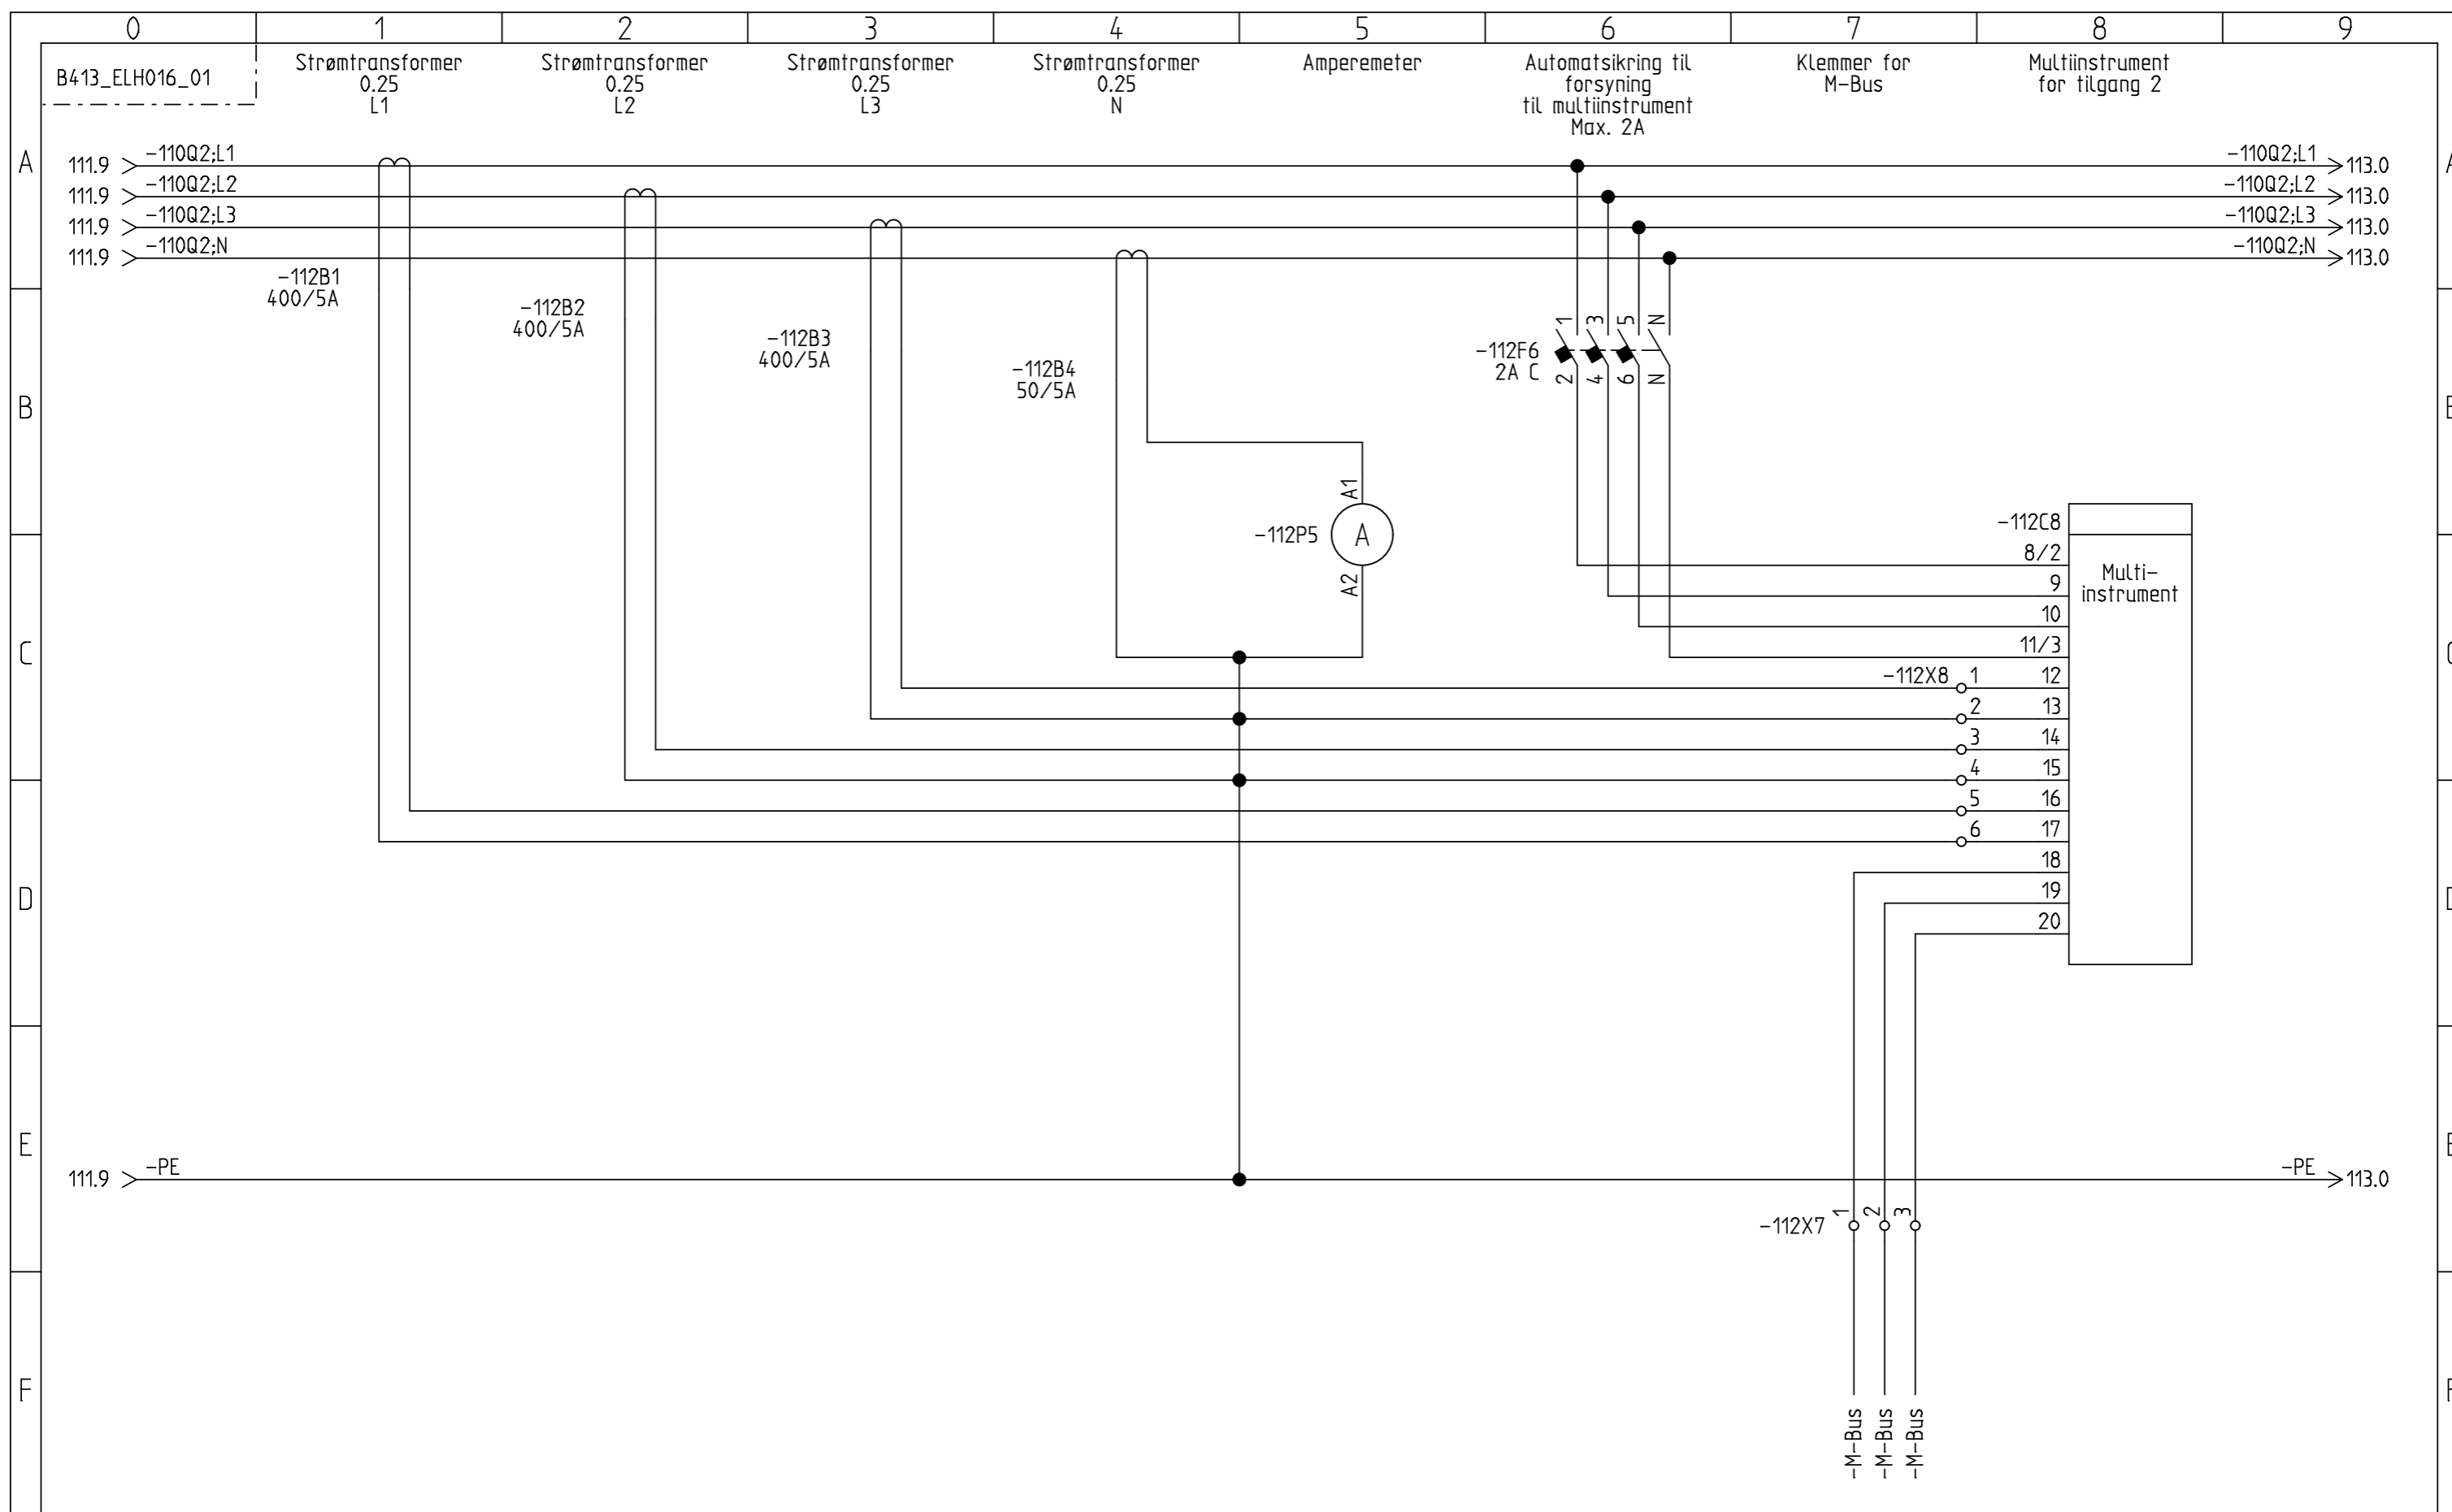 0 1 2 3 4 5 6 7 8 9
B413_ELH016_01
Strømtransformer
0.25
L1
Strømtransformer
0.25
L2
Strømtransformer
0.25
L3
Strømtransformer
0.25
N
Amperemeter
Automatsikring til
forsyning
til multiinstrument
Max. 2A
Klemmer for
M-Bus
Multiinstrument
for tilgang 2
A
111.9 -110Q2;L1 -110Q2;L1 113.0
111.9 -110Q2;L2 -110Q2;L2 113.0
111.9 -110Q2;L3 -110Q2;L3 113.0
111.9 -110Q2;N -110Q2;N 113.0
-112B1
400/5A
-112B2
400/5A
-112B3
400/5A
-112B4
50/5A
1 3 5 N
-112F6
2A C
2 4 6 N
B
A1
-112P5
A
A2
-112C8
Multi-
instrument
8/2
9
10
11/3
C
-112X8 1 12
2 13
3 14
4 15
5 16
6 17
18
D
19
20
E
111.9 -PE -PE 113.0
-112X7 1 2 3
F
-M-Bus
-M-Bus
-M-Bus